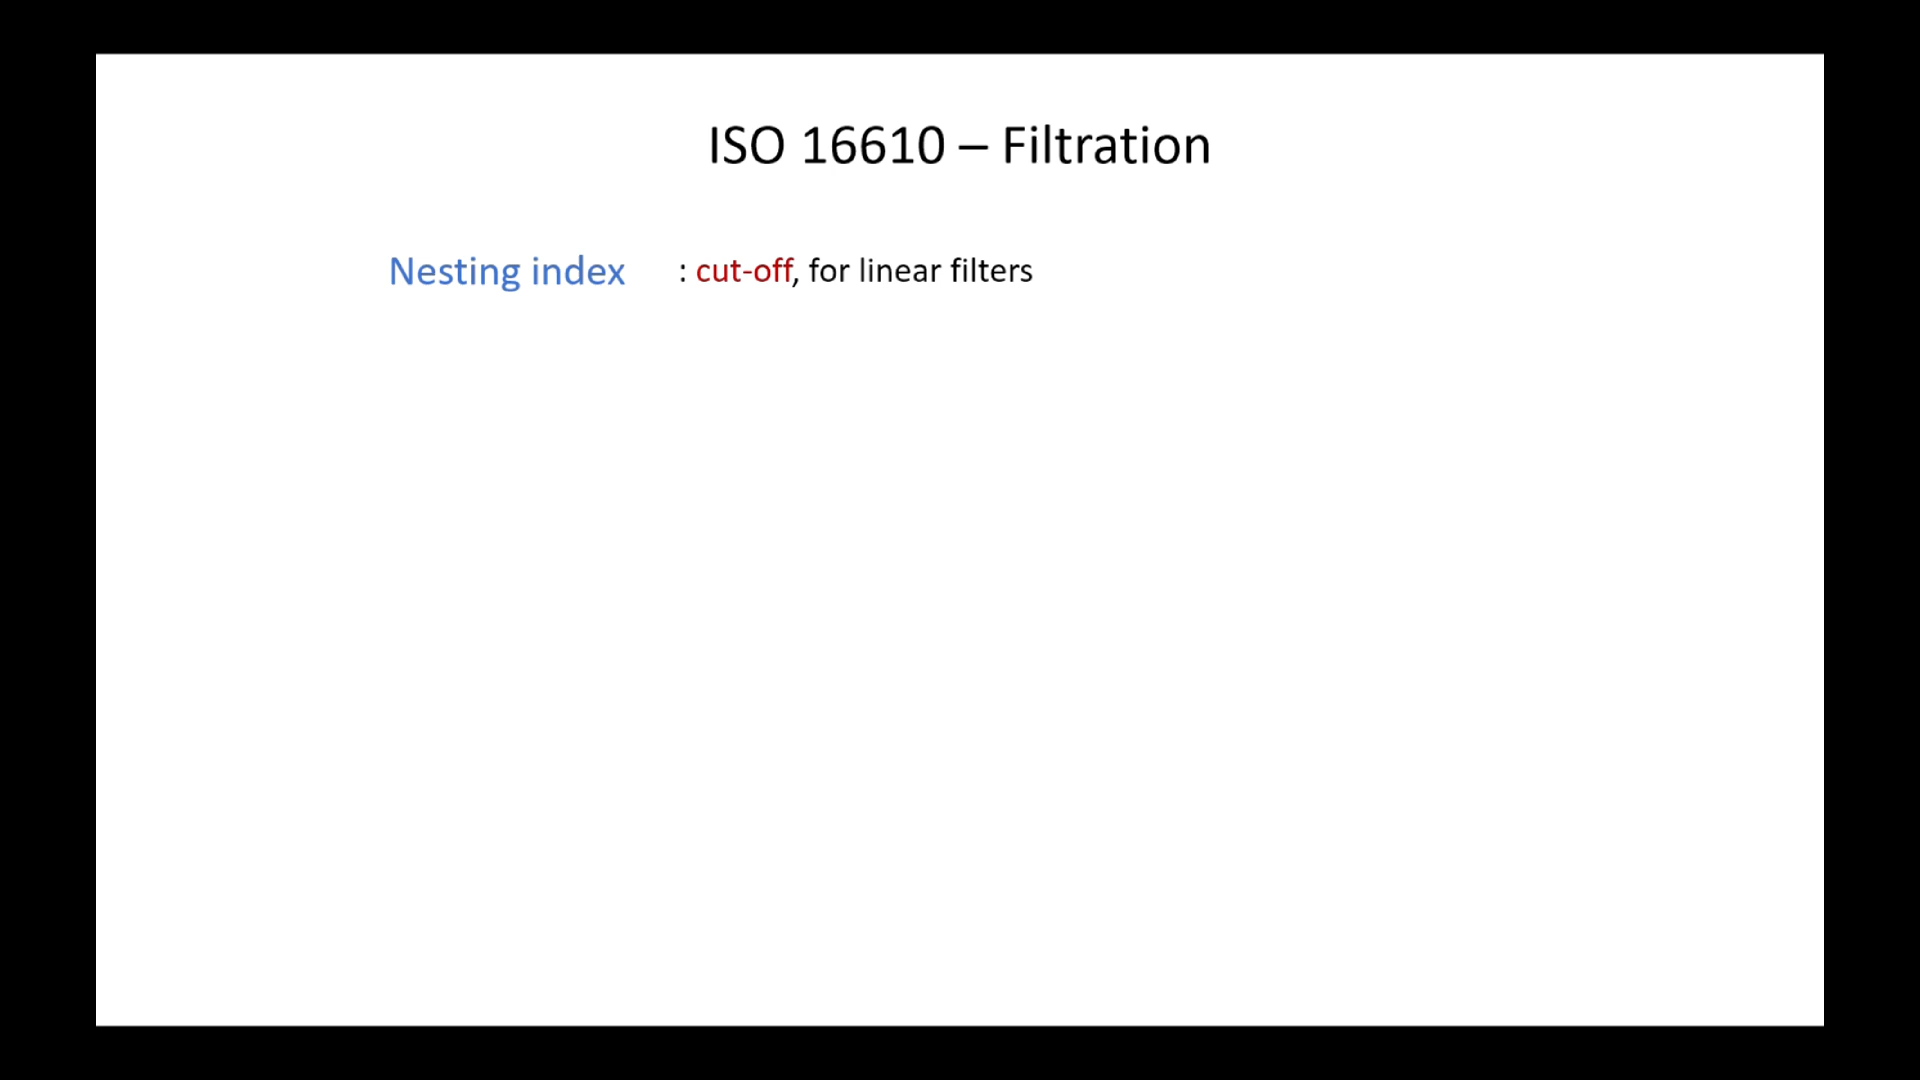 ISO 16610 – Filtration
Nesting index : cut-off, for linear filters